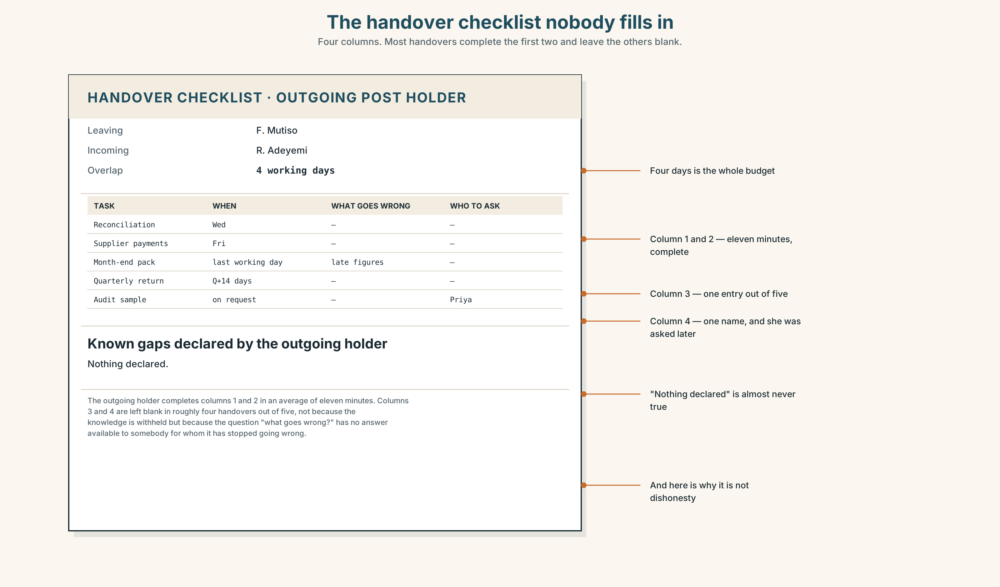 The handover checklist nobody fills in
Four columns. Most handovers complete the first two and leave the others blank.
HANDOVER CHECKLIST · OUTGOING POST HOLDER
Leaving F. Mutiso
Incoming R. Adeyemi
Overlap 4 working days
Four days is the whole budget
TASK WHEN WHAT GOES WRONG WHO TO ASK
Reconciliation Wed — —
Supplier payments Fri — —
Month-end pack last working day late figures —
Quarterly return Q+14 days — —
Audit sample on request — Priya
Column 1 and 2 — eleven minutes,
complete
Column 3 — one entry out of five
Column 4 — one name, and she was
asked later
Known gaps declared by the outgoing holder
Nothing declared.
"Nothing declared" is almost never
true
The outgoing holder completes columns 1 and 2 in an average of eleven minutes. Columns
3 and 4 are left blank in roughly four handovers out of five, not because the
knowledge is withheld but because the question "what goes wrong?" has no answer
available to somebody for whom it has stopped going wrong.
And here is why it is not
dishonesty